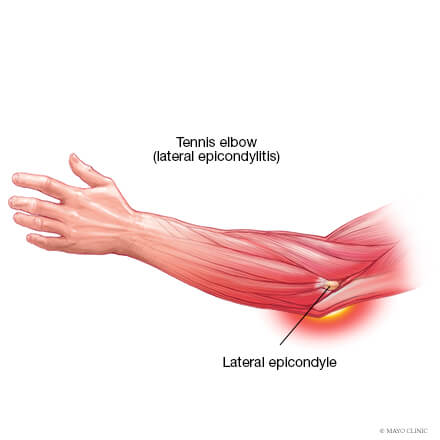 Tennis elbow
(lateral epicondylitis)
Lateral epicondyle
© MAYO CLINIC